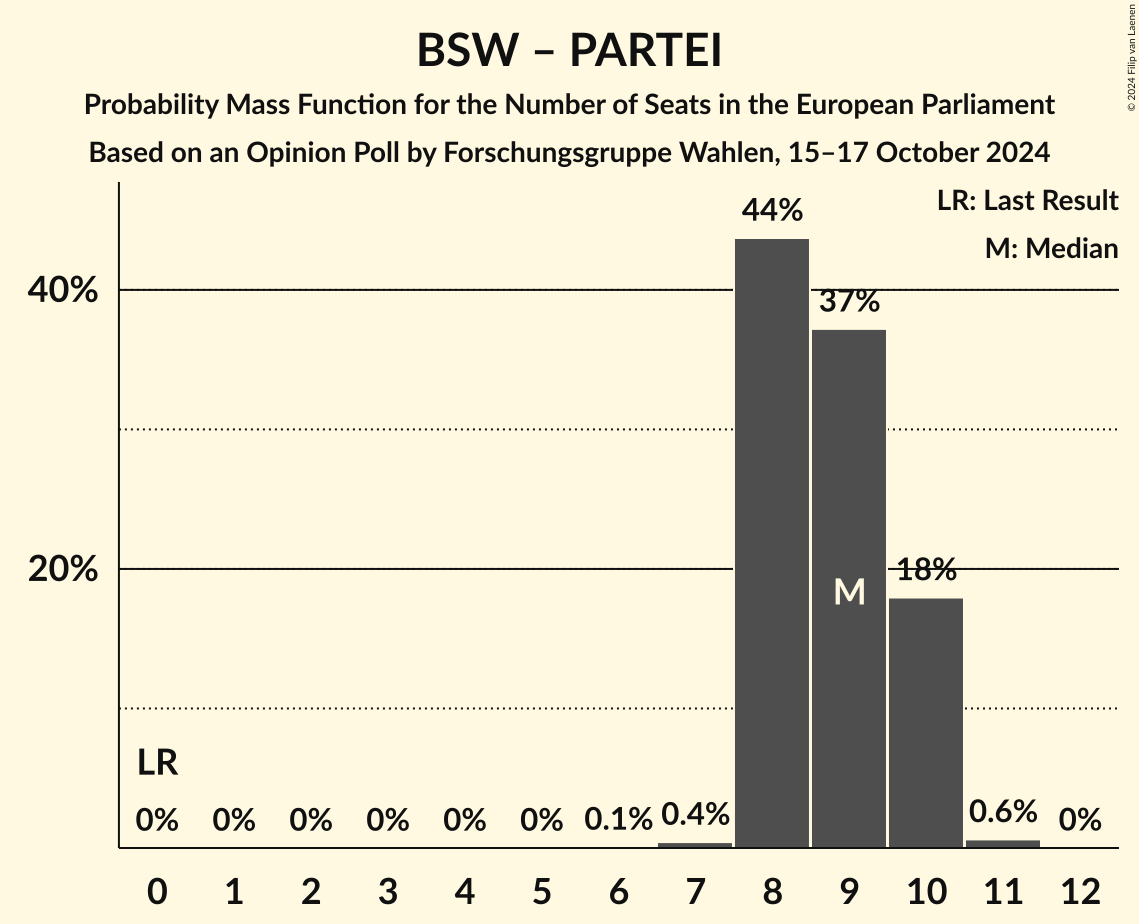 BSW – PARTEI
Probability Mass Function for the Number of Seats in the European Parliament
Based on an Opinion Poll by Forschungsgruppe Wahlen, 15–17 October 2024
© 2024 Filip van Laenen
LR: Last Result
M: Median
40%
20%
44%
37%
18%
M
LR
0% 0% 0% 0% 0% 0% 0.1% 0.4% 0.6% 0%
0 1 2 3 4 5 6 7 8 9 10 11 12